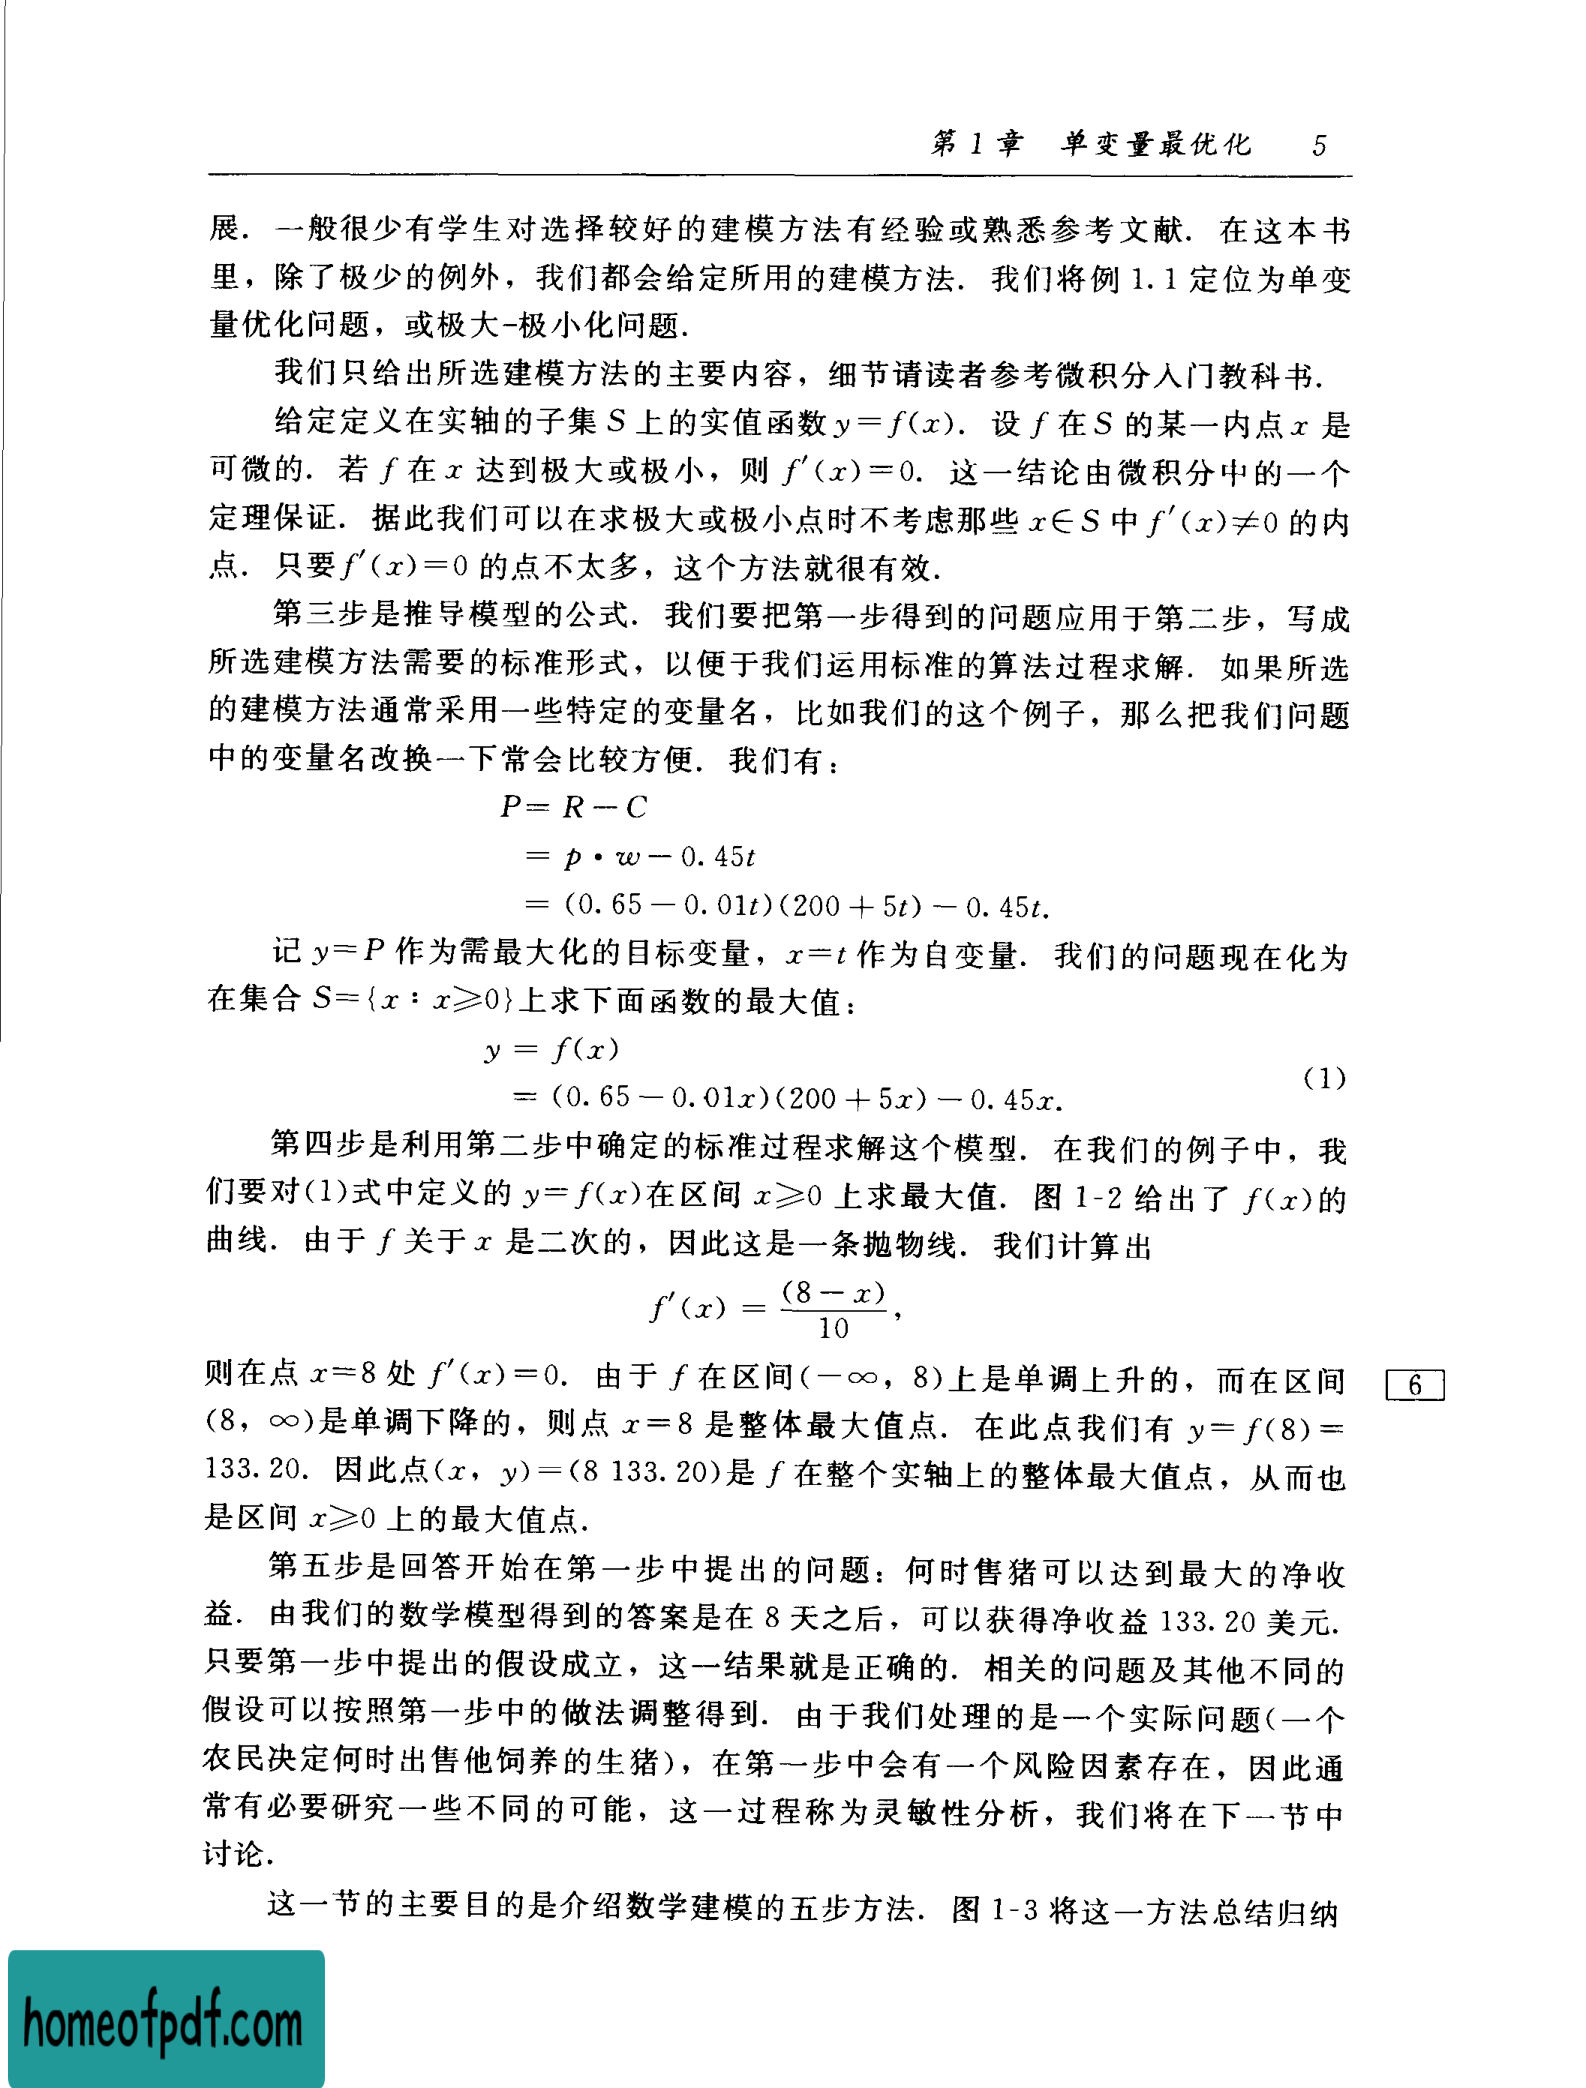 第 1 章 单变量最优化 5
展. 一般很少有学生对选择较好的建模方法有经验或熟悉参考文献. 在这本书
里，除了极少的例外，我们都会给定所用的建模方法. 我们将例 1.1 定位为单变
量优化问题，或极大-极小化问题.
我们只给出所选建模方法的主要内容，细节请读者参考微积分入门教科书.
给定定义在实轴的子集 S 上的实值函数 y=f(x). 设 f 在 S 的某一内点 x 是
可微的. 若 f 在 x 达到极大或极小，则 f′(x)=0. 这一结论由微积分中的一个
定理保证. 据此我们可以在求极大或极小点时不考虑那些 x∈S 中 f′(x)≠0 的内
点. 只要 f′(x)=0 的点不太多，这个方法就很有效.
第三步是推导模型的公式. 我们要把第一步得到的问题应用于第二步，写成
所选建模方法需要的标准形式，以便于我们运用标准的算法过程求解. 如果所选
的建模方法通常采用一些特定的变量名，比如我们的这个例子，那么把我们问题
中的变量名改换一下常会比较方便. 我们有：
P= R-C
= p·w-0.45t
= (0.65-0.01t)(200+5t)-0.45t.
记 y=P 作为需最大化的目标变量，x=t 作为自变量. 我们的问题现在化为
在集合 S={x：x≥0}上求下面函数的最大值：
y = f(x)
= (0.65-0.01x)(200+5x)-0.45x.
(1)
第四步是利用第二步中确定的标准过程求解这个模型. 在我们的例子中，我
们要对(1)式中定义的 y=f(x)在区间 x≥0 上求最大值. 图 1-2 给出了 f(x)的
曲线. 由于 f 关于 x 是二次的，因此这是一条抛物线. 我们计算出
f′(x) = (8-x)/10,
则在点 x=8 处 f′(x)=0. 由于 f 在区间(-∞, 8)上是单调上升的，而在区间
6
(8, ∞)是单调下降的，则点 x=8 是整体最大值点. 在此点我们有 y=f(8)=
133.20. 因此点(x, y)=(8 133.20)是 f 在整个实轴上的整体最大值点，从而也
是区间 x≥0 上的最大值点.
第五步是回答开始在第一步中提出的问题：何时售猪可以达到最大的净收
益. 由我们的数学模型得到的答案是在 8 天之后，可以获得净收益 133.20 美元.
只要第一步中提出的假设成立，这一结果就是正确的. 相关的问题及其他不同的
假设可以按照第一步中的做法调整得到. 由于我们处理的是一个实际问题(一个
农民决定何时出售他饲养的生猪)，在第一步中会有一个风险因素存在，因此通
常有必要研究一些不同的可能，这一过程称为灵敏性分析，我们将在下一节中
讨论.
这一节的主要目的是介绍数学建模的五步方法. 图 1-3 将这一方法总结归纳
homeofpdf.com